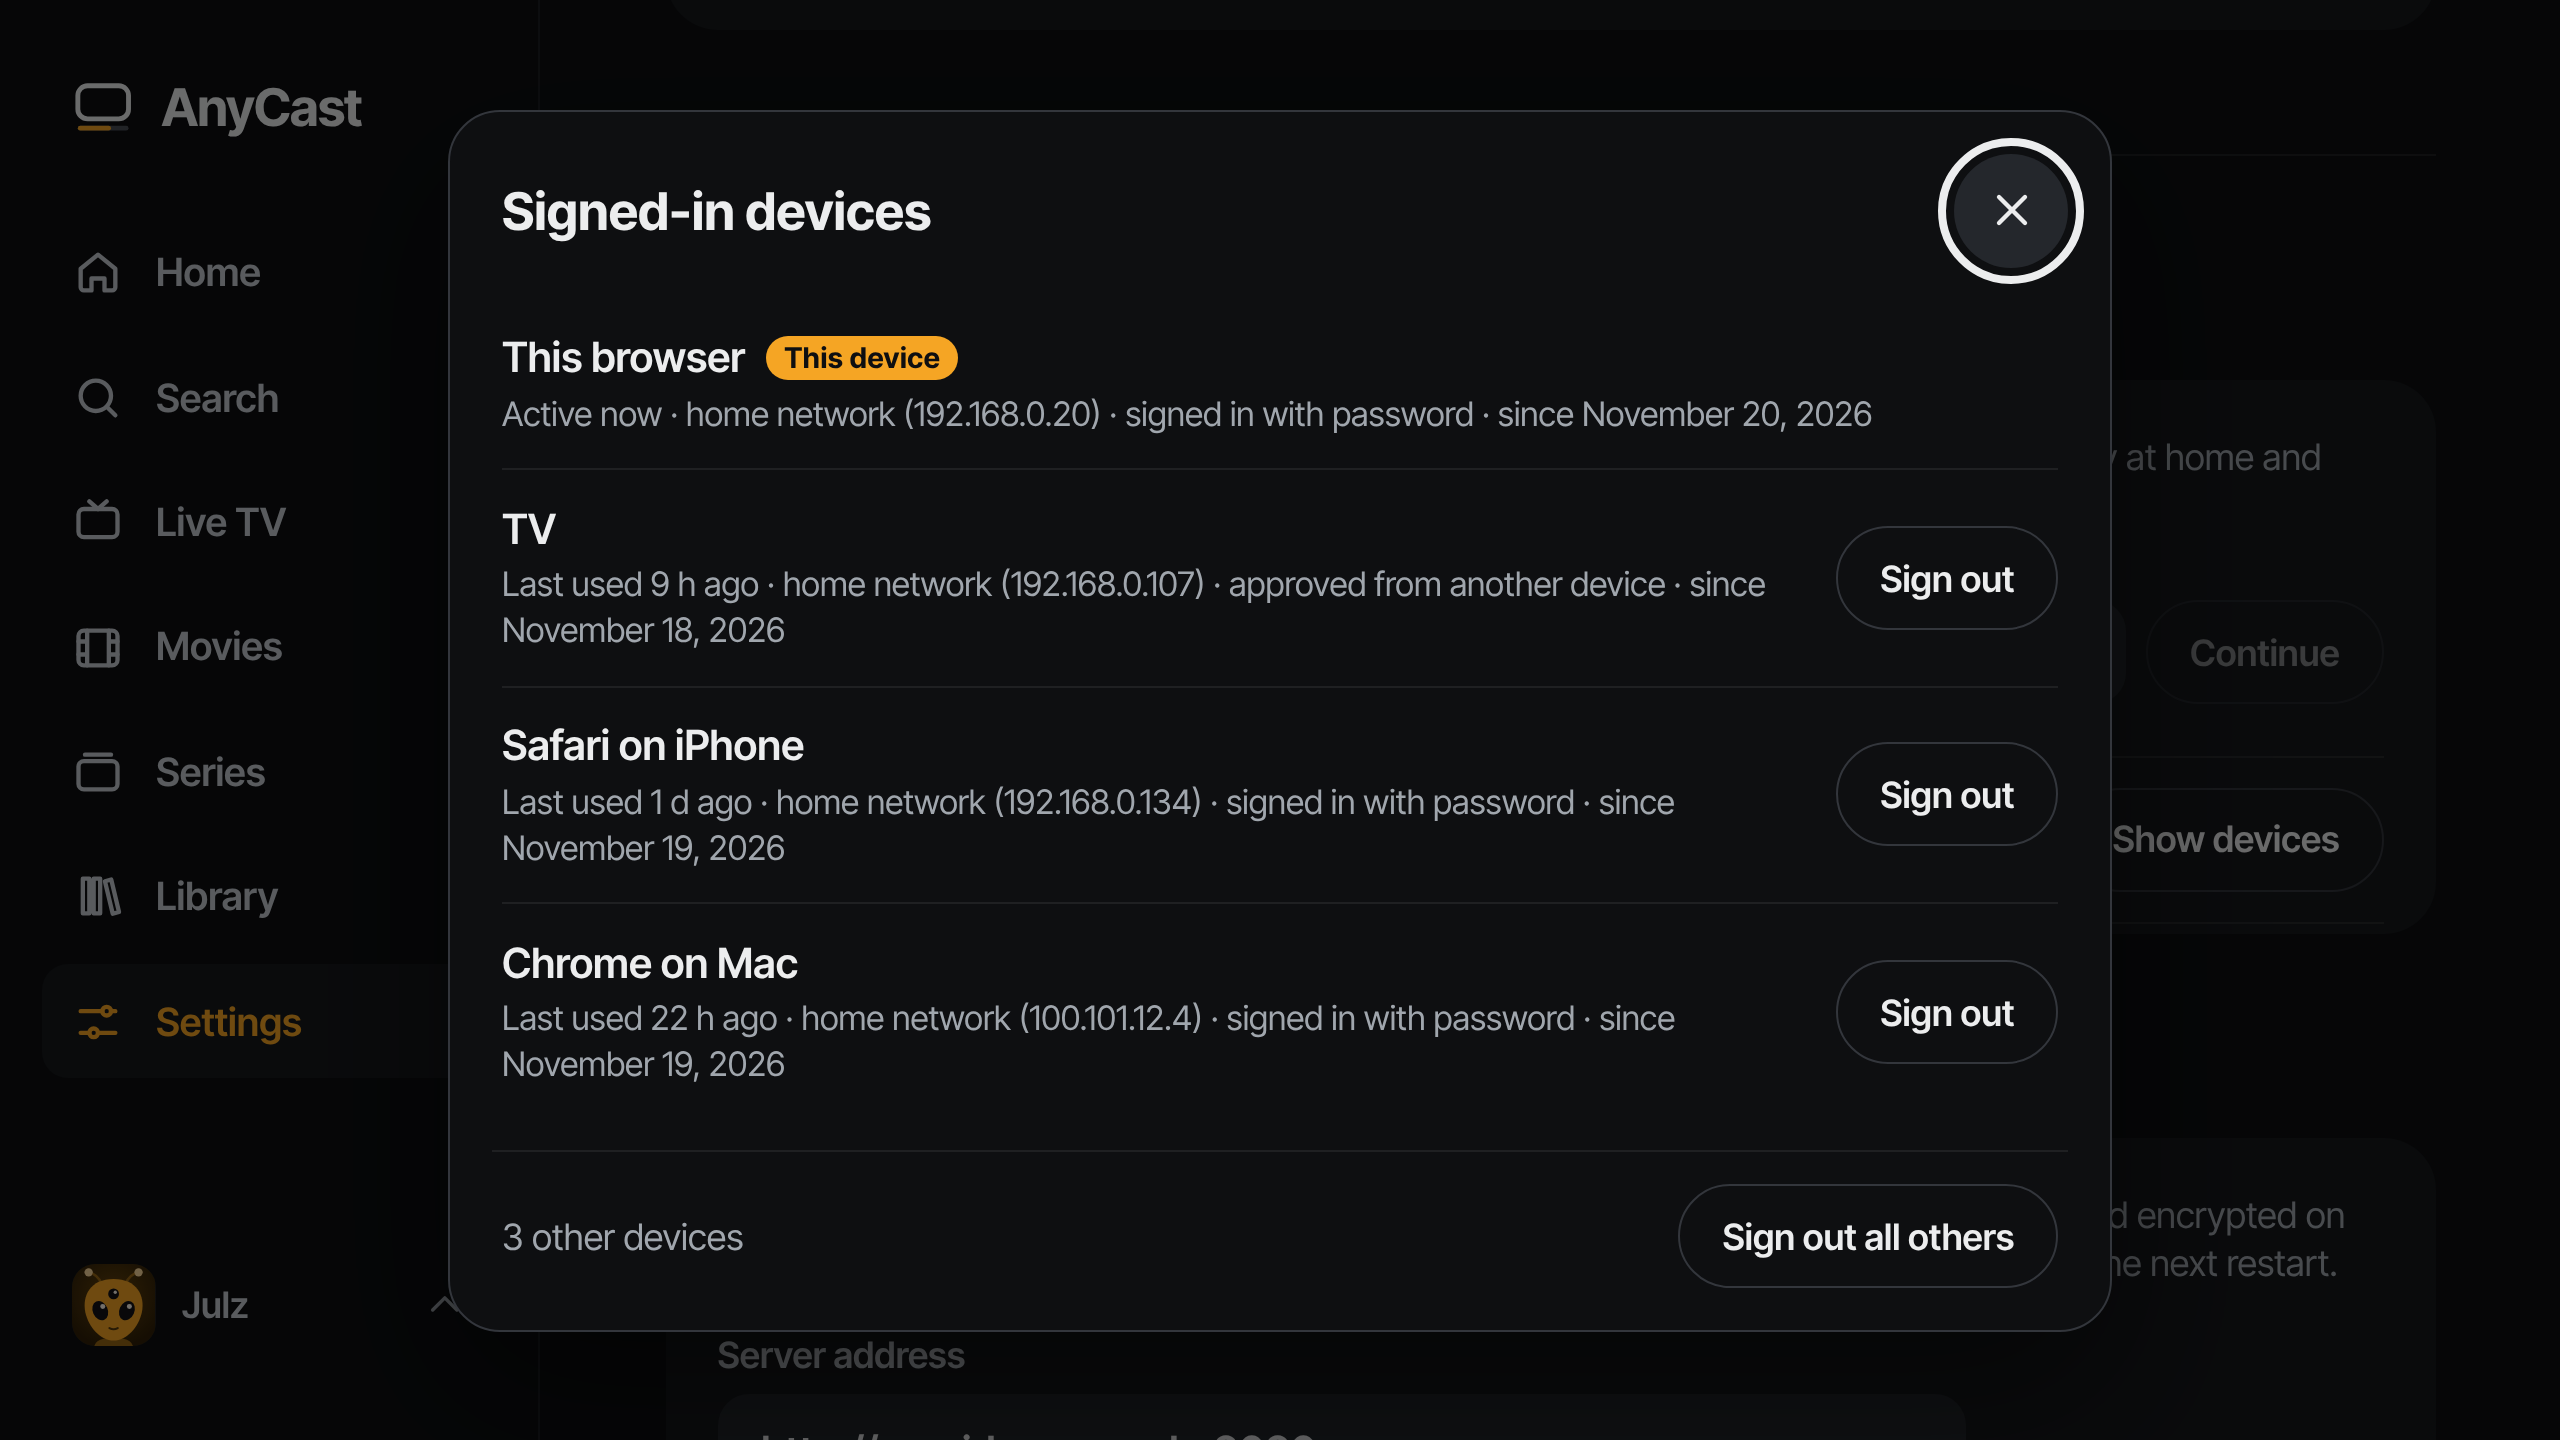 AnyCast
Home
Search
Live TV
Movies
Series
Library
Settings
Julz
Signed-in devices
This browser This device
Active now · home network (192.168.0.20) · signed in with password · since November 20, 2026
TV
Last used 9 h ago · home network (192.168.0.107) · approved from another device · since
November 18, 2026
Sign out
Safari on iPhone
Last used 1 d ago · home network (192.168.0.134) · signed in with password · since
November 19, 2026
Sign out
Chrome on Mac
Last used 22 h ago · home network (100.101.12.4) · signed in with password · since
November 19, 2026
Sign out
3 other devices
Sign out all others
at home and
Continue
Show devices
encrypted on
next restart.
Server address